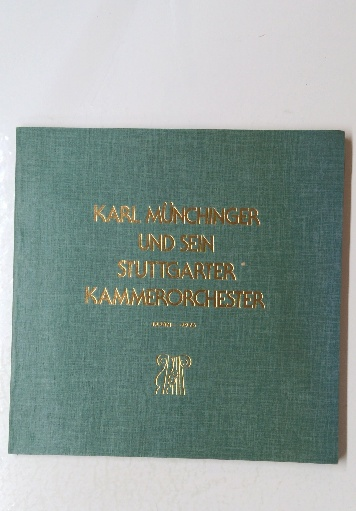 KARL MÜNCHINGER
UND SEIN
STUTTGARTER
KAMMERORCHESTER